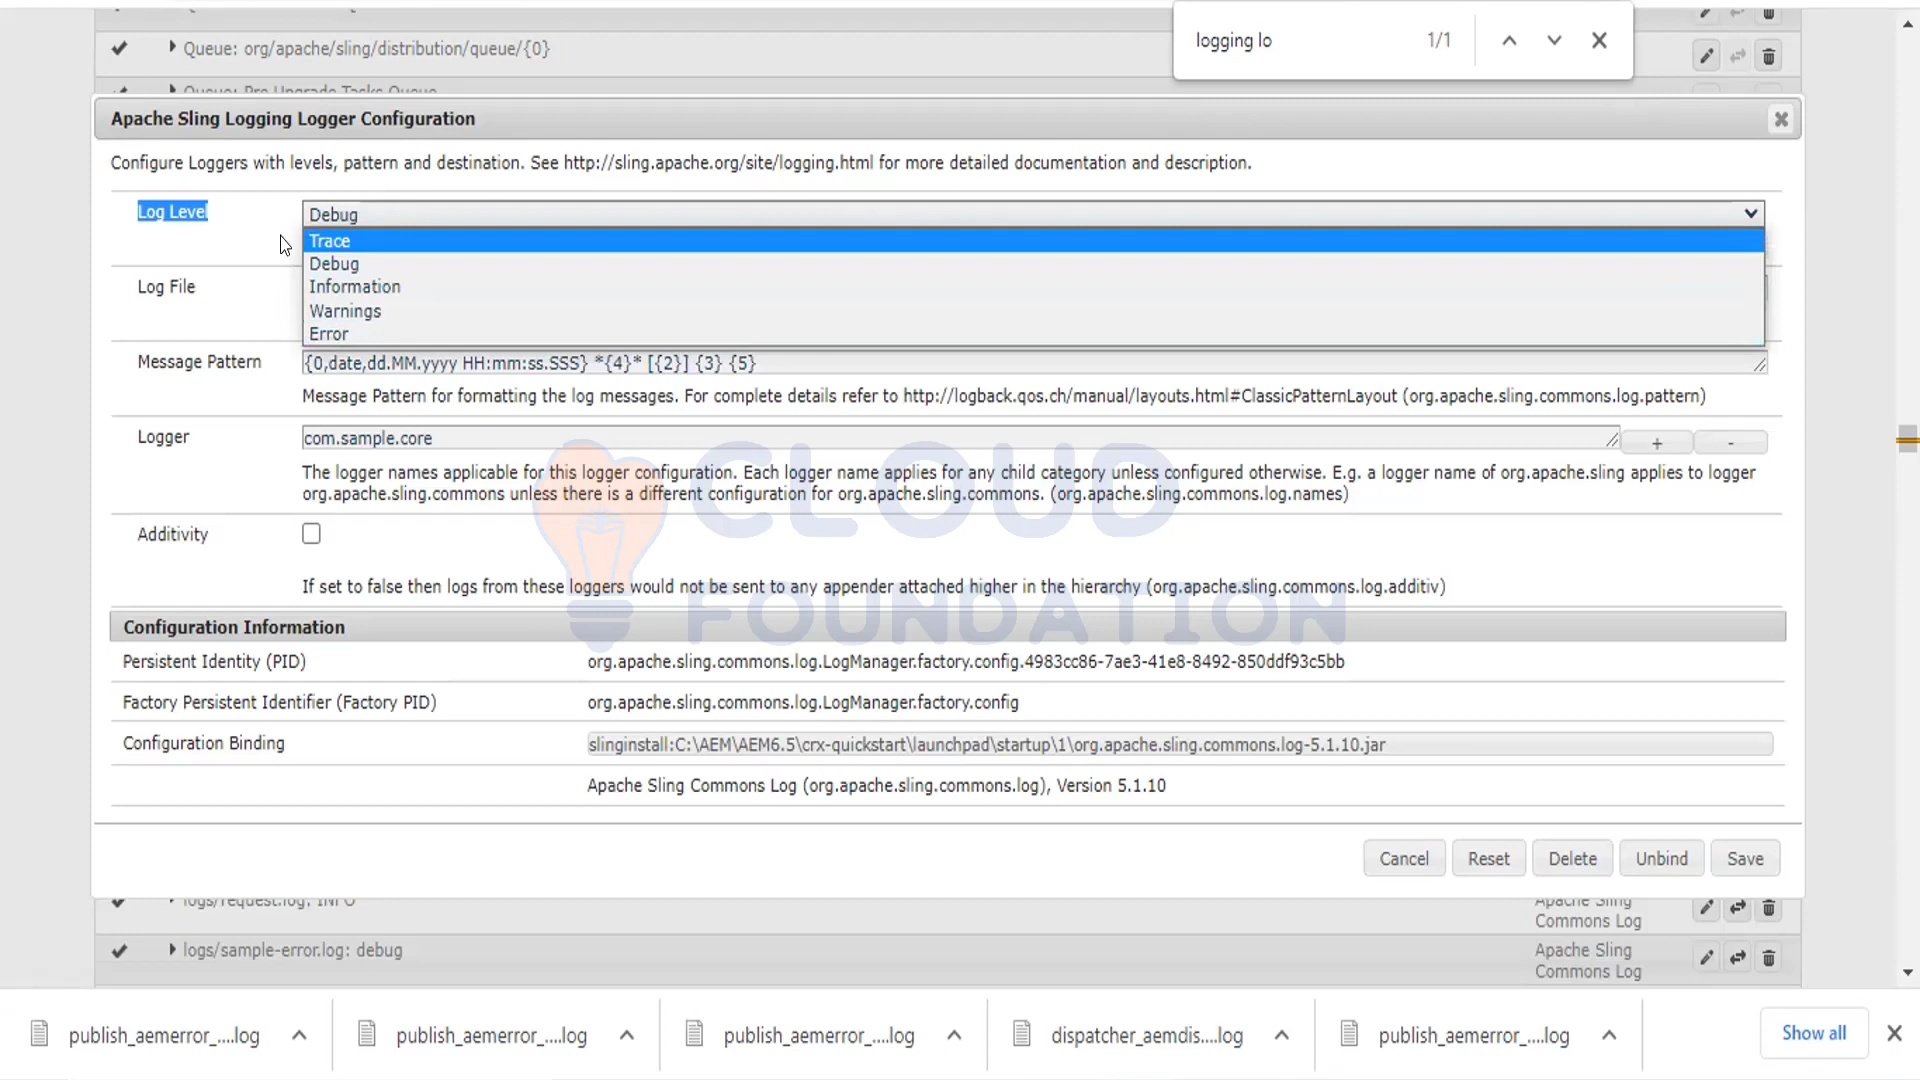 Queue: org/apache/sling/distribution/queue/{0}
logging lo
1/1
Queue: Pre Upgrade Tasks Queue
Apache Sling Logging Logger Configuration
Configure Loggers with levels, pattern and destination. See http://sling.apache.org/site/logging.html for more detailed documentation and description.
Log Level
Debug
Trace
Debug
Information
Warnings
Error
Log File
Message Pattern
{0,date,dd.MM.yyyy HH:mm:ss.SSS} *{4}* [{2}] {3} {5}
Message Pattern for formatting the log messages. For complete details refer to http://logback.qos.ch/manual/layouts.html#ClassicPatternLayout (org.apache.sling.commons.log.pattern)
Logger
com.sample.core
+
-
The logger names applicable for this logger configuration. Each logger name applies for any child category unless configured otherwise. E.g. a logger name of org.apache.sling applies to logger
org.apache.sling.commons unless there is a different configuration for org.apache.sling.commons. (org.apache.sling.commons.log.names)
CLOUD
FOUNDATION
Additivity
If set to false then logs from these loggers would not be sent to any appender attached higher in the hierarchy (org.apache.sling.commons.log.additiv)
Configuration Information
Persistent Identity (PID)
org.apache.sling.commons.log.LogManager.factory.config.4983cc86-7ae3-41e8-8492-850ddf93c5bb
Factory Persistent Identifier (Factory PID)
org.apache.sling.commons.log.LogManager.factory.config
Configuration Binding
slinginstall:C:\AEM\AEM6.5\crx-quickstart\launchpad\startup\1\org.apache.sling.commons.log-5.1.10.jar
Apache Sling Commons Log (org.apache.sling.commons.log), Version 5.1.10
Cancel
Reset
Delete
Unbind
Save
logs/request.log: INFO
Apache Sling
Commons Log
logs/sample-error.log: debug
Apache Sling
Commons Log
publish_aemerror_....log
publish_aemerror_....log
publish_aemerror_....log
dispatcher_aemdis....log
publish_aemerror_....log
Show all